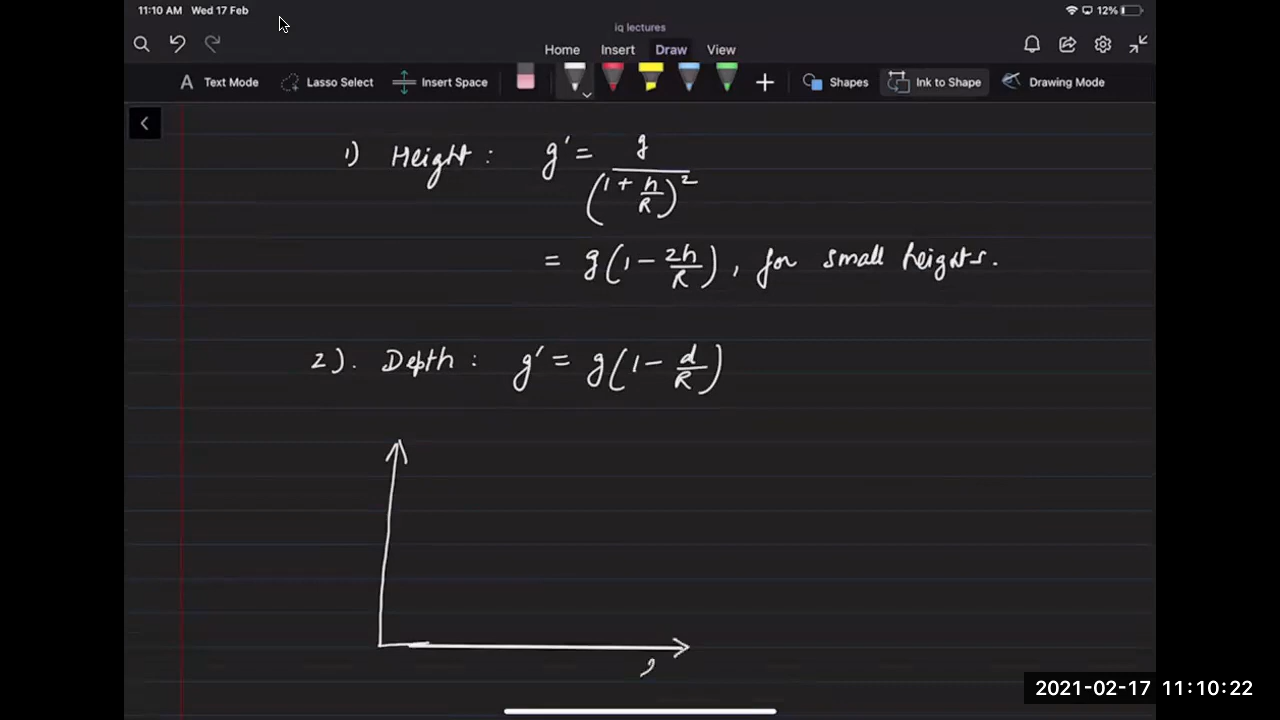 11:10 AM Wed 17 Feb
12%
iq lectures
Home Insert Draw View
Text Mode Lasso Select Insert Space Shapes Ink to Shape Drawing Mode
1) Height : g' = g / (1 + h/R)²
= g(1 - 2h/R), for small heights.
2). Depth : g' = g(1 - d/R)
2021-02-17 11:10:22